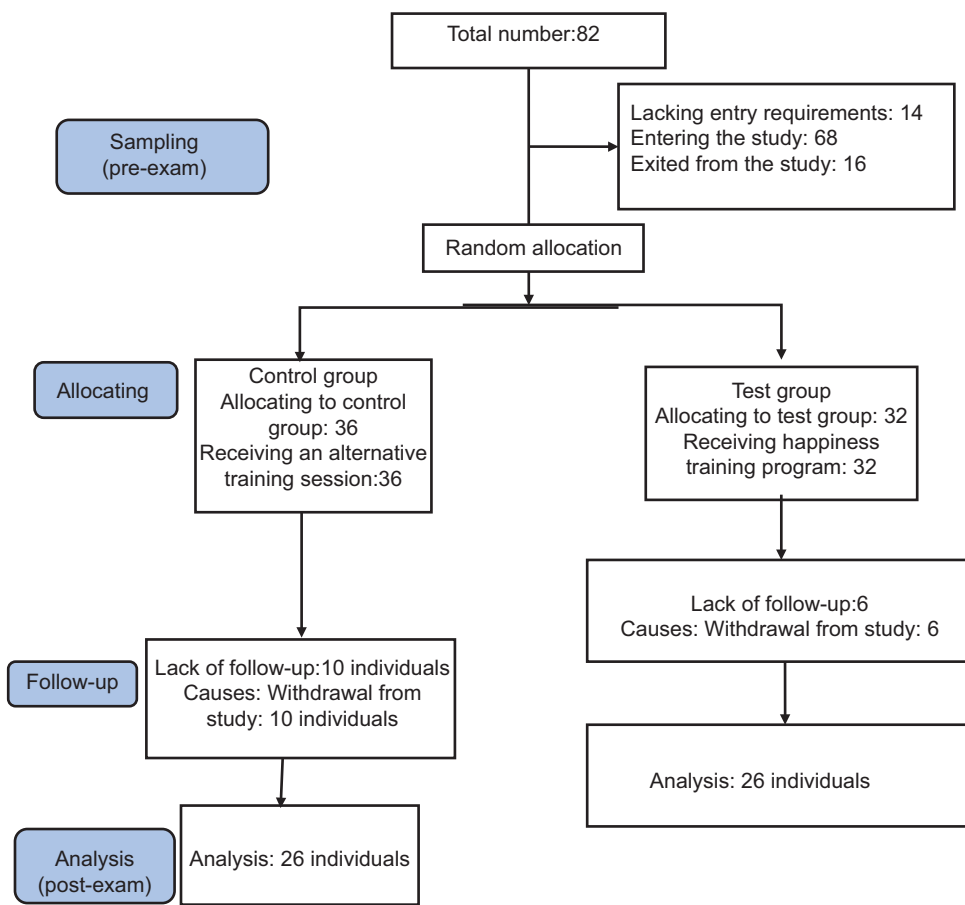 Total number:82
Lacking entry requirements: 14
Entering the study: 68
Exited from the study: 16
Sampling
(pre-exam)
Random allocation
Allocating
Control group
Allocating to control
group: 36
Receiving an alternative
training session:36
Test group
Allocating to test group: 32
Receiving happiness
training program: 32
Lack of follow-up:6
Causes: Withdrawal from study: 6
Follow-up
Lack of follow-up:10 individuals
Causes: Withdrawal from
study: 10 individuals
Analysis: 26 individuals
Analysis
(post-exam)
Analysis: 26 individuals